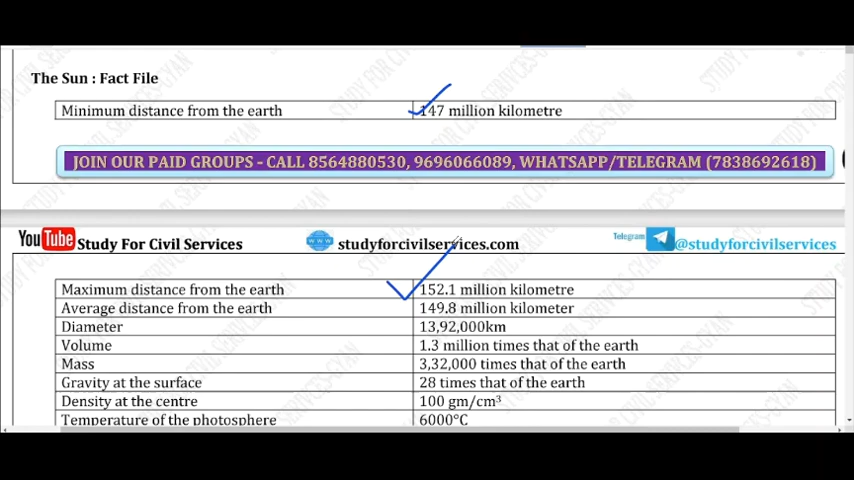 The Sun : Fact File
Minimum distance from the earth 147 million kilometre
JOIN OUR PAID GROUPS - CALL 8564880530, 9696066089, WHATSAPP/TELEGRAM (7838692618)
YouTube Study For Civil Services www studyforcivilservices.com Telegram @studyforcivilservices
Maximum distance from the earth 152.1 million kilometre
Average distance from the earth 149.8 million kilometer
Diameter 13,92,000km
Volume 1.3 million times that of the earth
Mass 3,32,000 times that of the earth
Gravity at the surface 28 times that of the earth
Density at the centre 100 gm/cm³
Temperature of the photosphere 6000°C